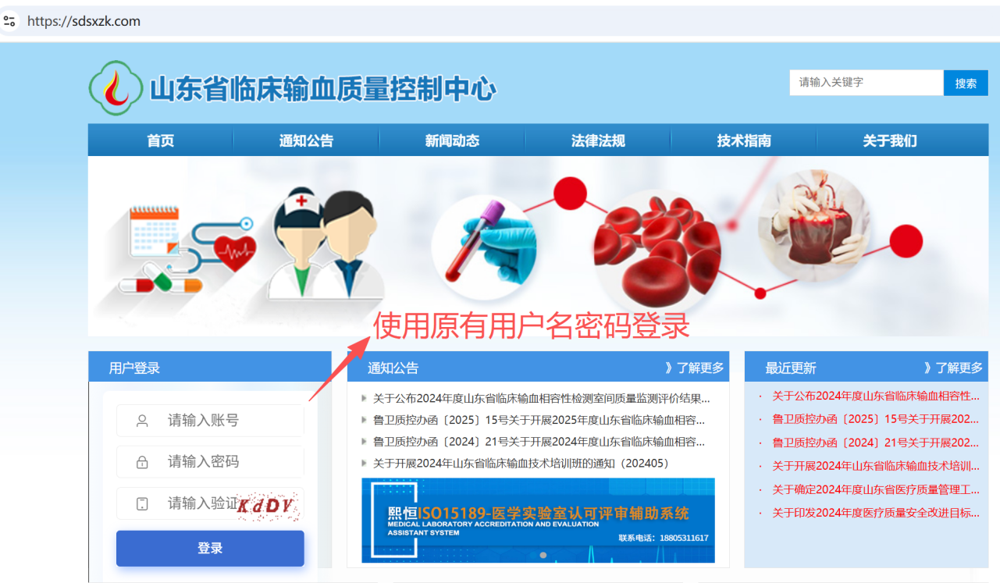 https://sdsxzk.com
山东省临床输血质量控制中心
请输入关键字
搜索
首页 通知公告 新闻动态 法律法规 技术指南 关于我们
使用原有用户名密码登录
用户登录
请输入账号
请输入密码
请输入验证
KdDV
登录
通知公告 》了解更多
关于公布2024年度山东省临床输血相容性检测室间质量监测评价结果...
鲁卫质控办函〔2025〕15号关于开展2025年度山东省临床输血相容...
鲁卫质控办函〔2024〕21号关于开展2024年度山东省临床输血相容...
关于开展2024年山东省临床输血技术培训班的通知（202405）
熙恒ISO15189-医学实验室认可评审辅助系统
MEDICAL LABORATORY ACCREDITATION AND EVALUATION
ASSISTANT SYSTEM
联系电话：18805311617
最近更新 》了解更多
· 关于公布2024年度山东省临床输血相容性...
· 鲁卫质控办函〔2025〕15号关于开展202...
· 鲁卫质控办函〔2024〕21号关于开展202...
· 关于开展2024年山东省临床输血技术培训...
· 关于确定2024年度山东省医疗质量管理工...
· 关于印发2024年度医疗质量安全改进目标...